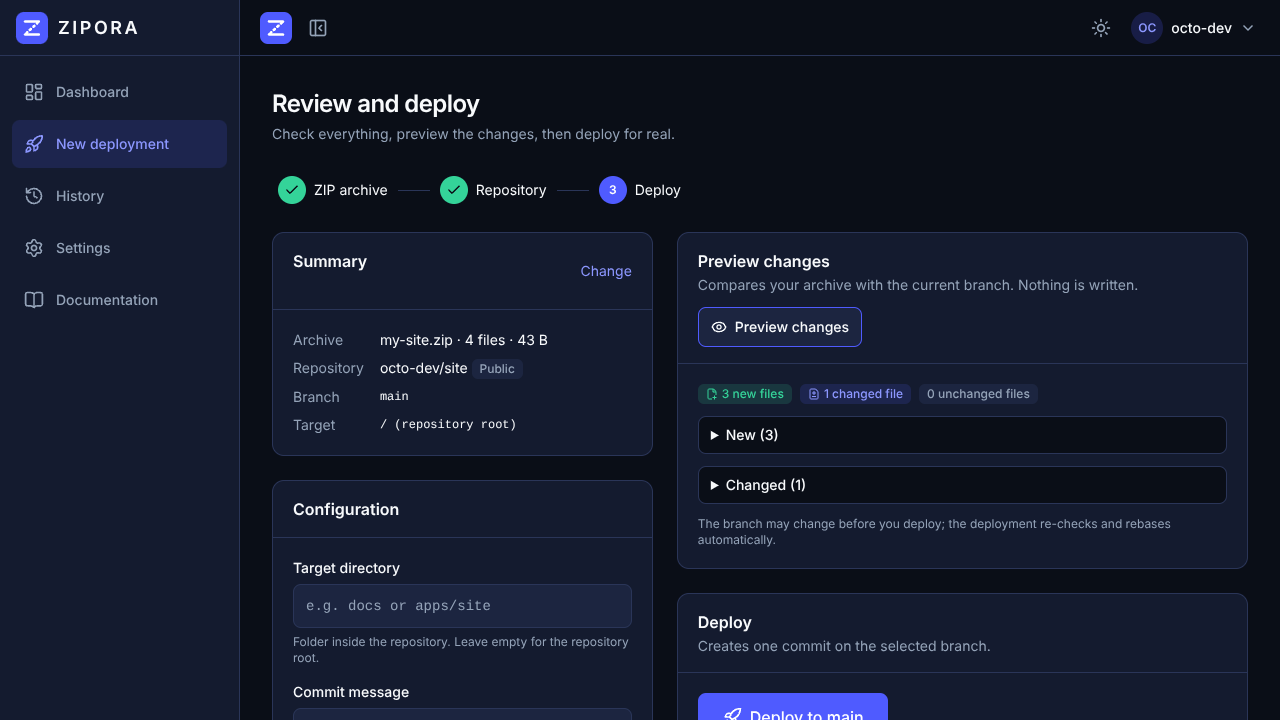 ZIPORA
OC
octo-dev
Dashboard
New deployment
History
Settings
Documentation
Review and deploy
Check everything, preview the changes, then deploy for real.
ZIP archive
Repository
3
Deploy
Summary
Change
Archive
my-site.zip · 4 files · 43 B
Repository
octo-dev/site Public
Branch
main
Target
/ (repository root)
Configuration
Target directory
e.g. docs or apps/site
Folder inside the repository. Leave empty for the repository
root.
Commit message
Preview changes
Compares your archive with the current branch. Nothing is written.
Preview changes
3 new files
1 changed file
0 unchanged files
New (3)
Changed (1)
The branch may change before you deploy; the deployment re-checks and rebases
automatically.
Deploy
Creates one commit on the selected branch.
Deploy to main